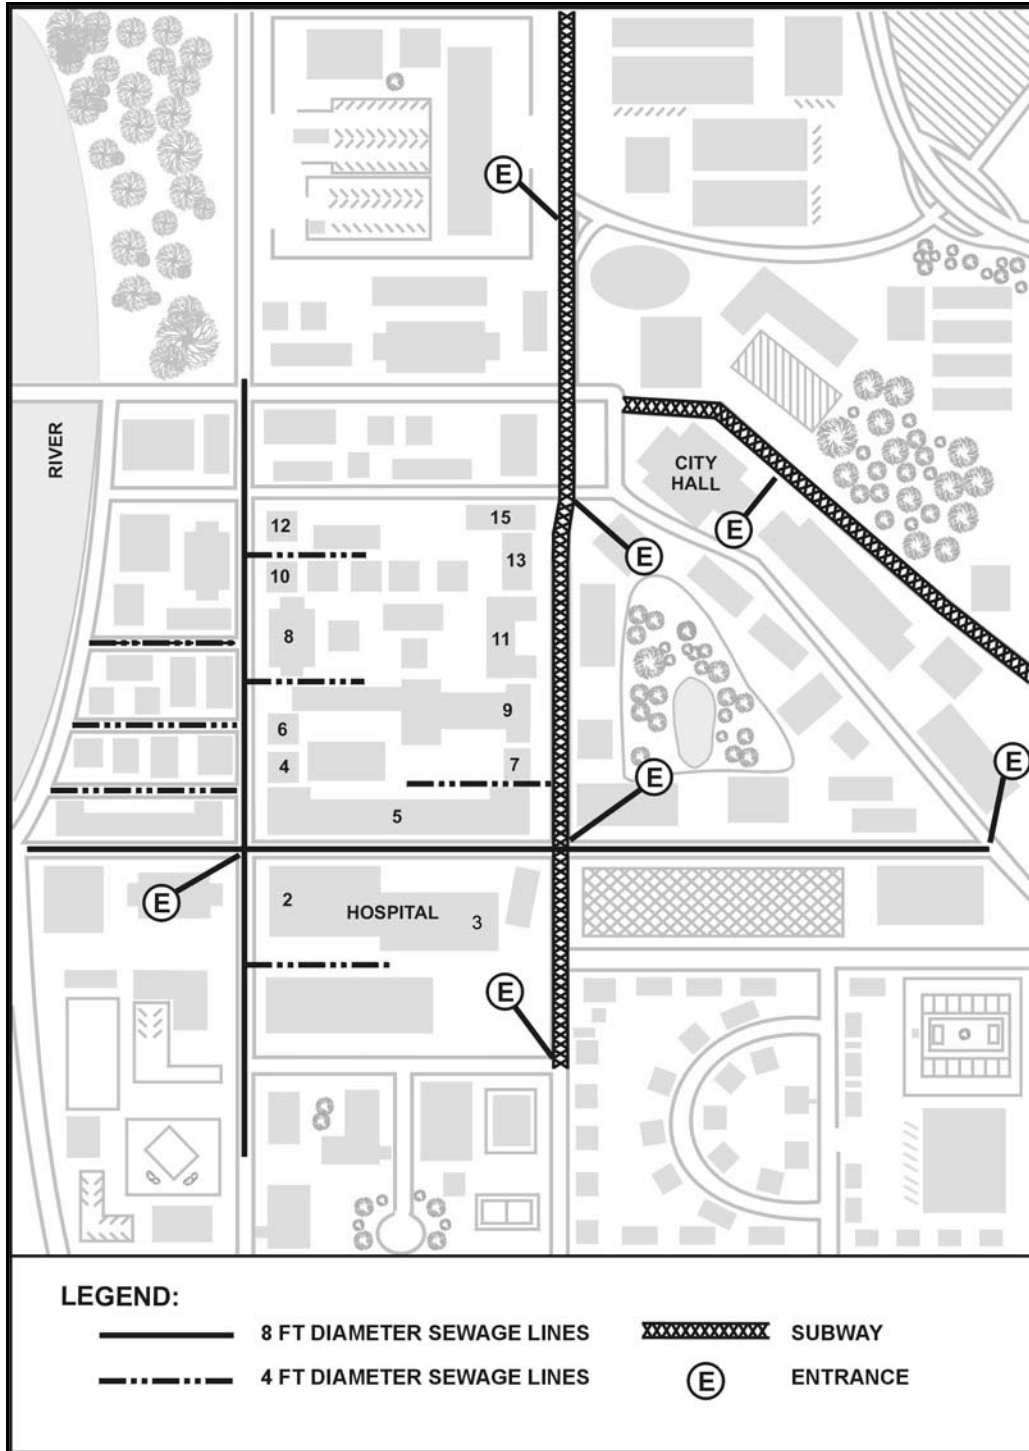 E
RIVER
CITY
HALL
E
12
15
E
10
13
8
11
6
9
4
7
E
E
5
E
2
HOSPITAL
3
E
LEGEND:
8 FT DIAMETER SEWAGE LINES
SUBWAY
4 FT DIAMETER SEWAGE LINES
E
ENTRANCE